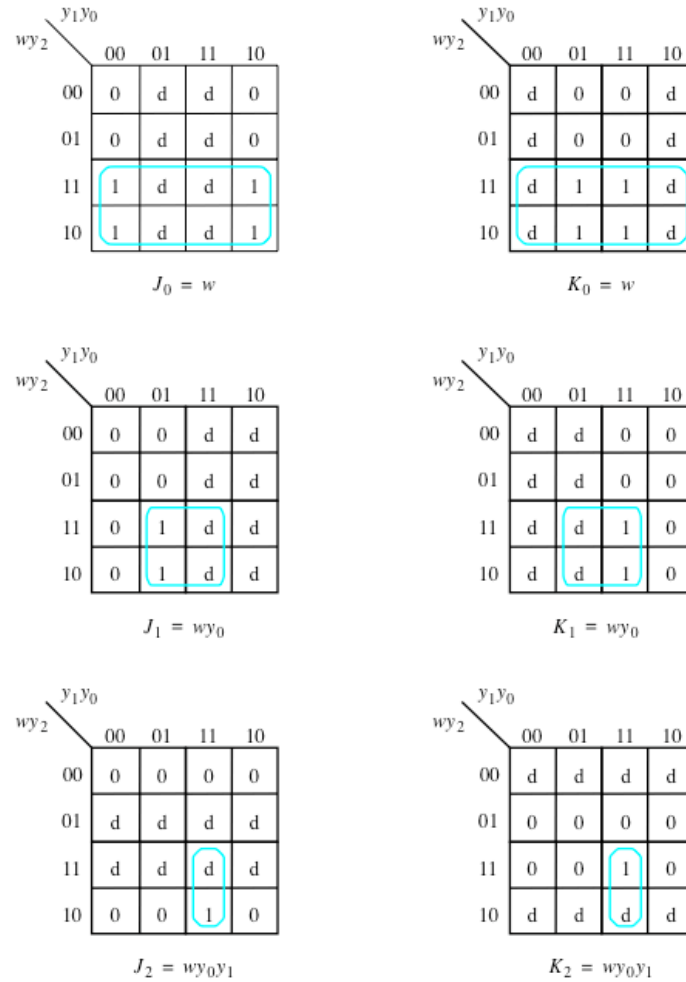 y₁y₀ y₁y₀
wy₂ wy₂
00 01 11 10 00 01 11 10
00 0 d d 0 00 d 0 0 d
01 0 d d 0 01 d 0 0 d
11 1 d d 1 11 d 1 1 d
10 1 d d 1 10 d 1 1 d
J₀ = w K₀ = w
y₁y₀ y₁y₀
wy₂ wy₂
00 01 11 10 00 01 11 10
00 0 0 d d 00 d d 0 0
01 0 0 d d 01 d d 0 0
11 0 1 d d 11 d d 1 0
10 0 1 d d 10 d d 1 0
J₁ = wy₀ K₁ = wy₀
y₁y₀ y₁y₀
wy₂ wy₂
00 01 11 10 00 01 11 10
00 0 0 0 0 00 d d d d
01 d d d d 01 0 0 0 0
11 d d d d 11 0 0 1 0
10 0 0 1 0 10 d d d d
J₂ = wy₀y₁ K₂ = wy₀y₁